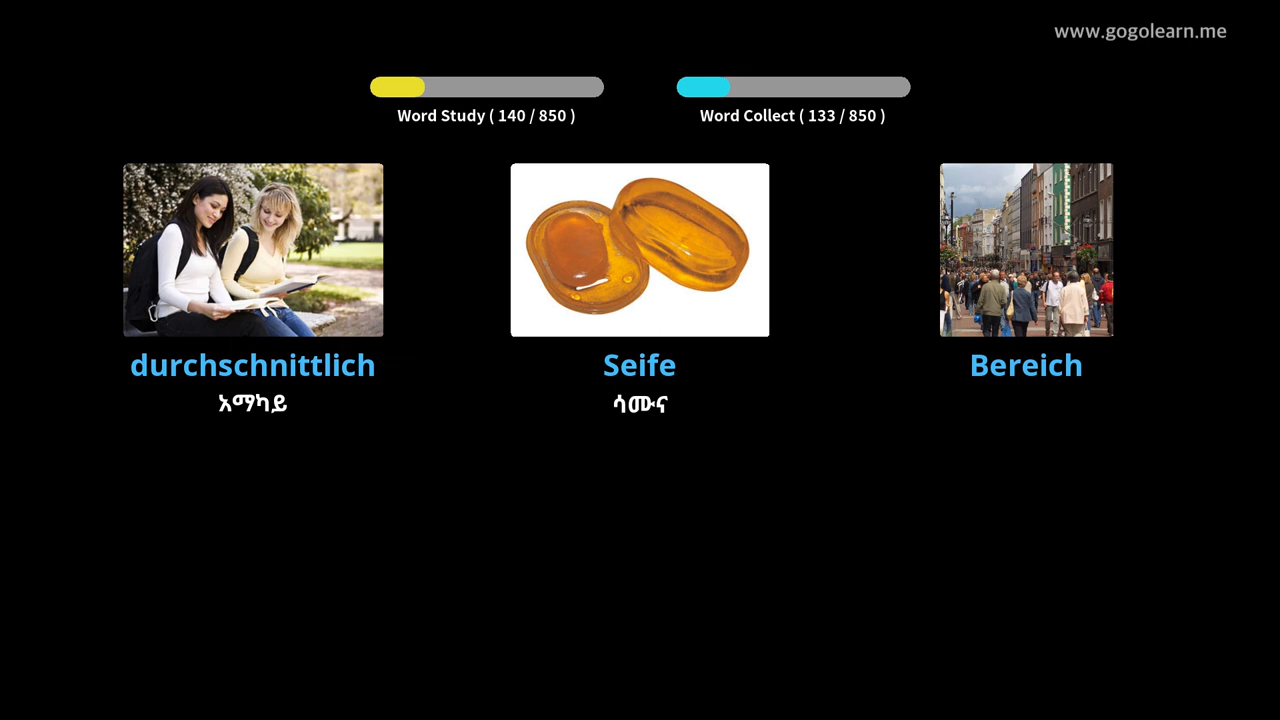 www.gogolearn.me
Word Study ( 140 / 850 )
Word Collect ( 133 / 850 )
durchschnittlich
አማካይ
Seife
ሳሙና
Bereich